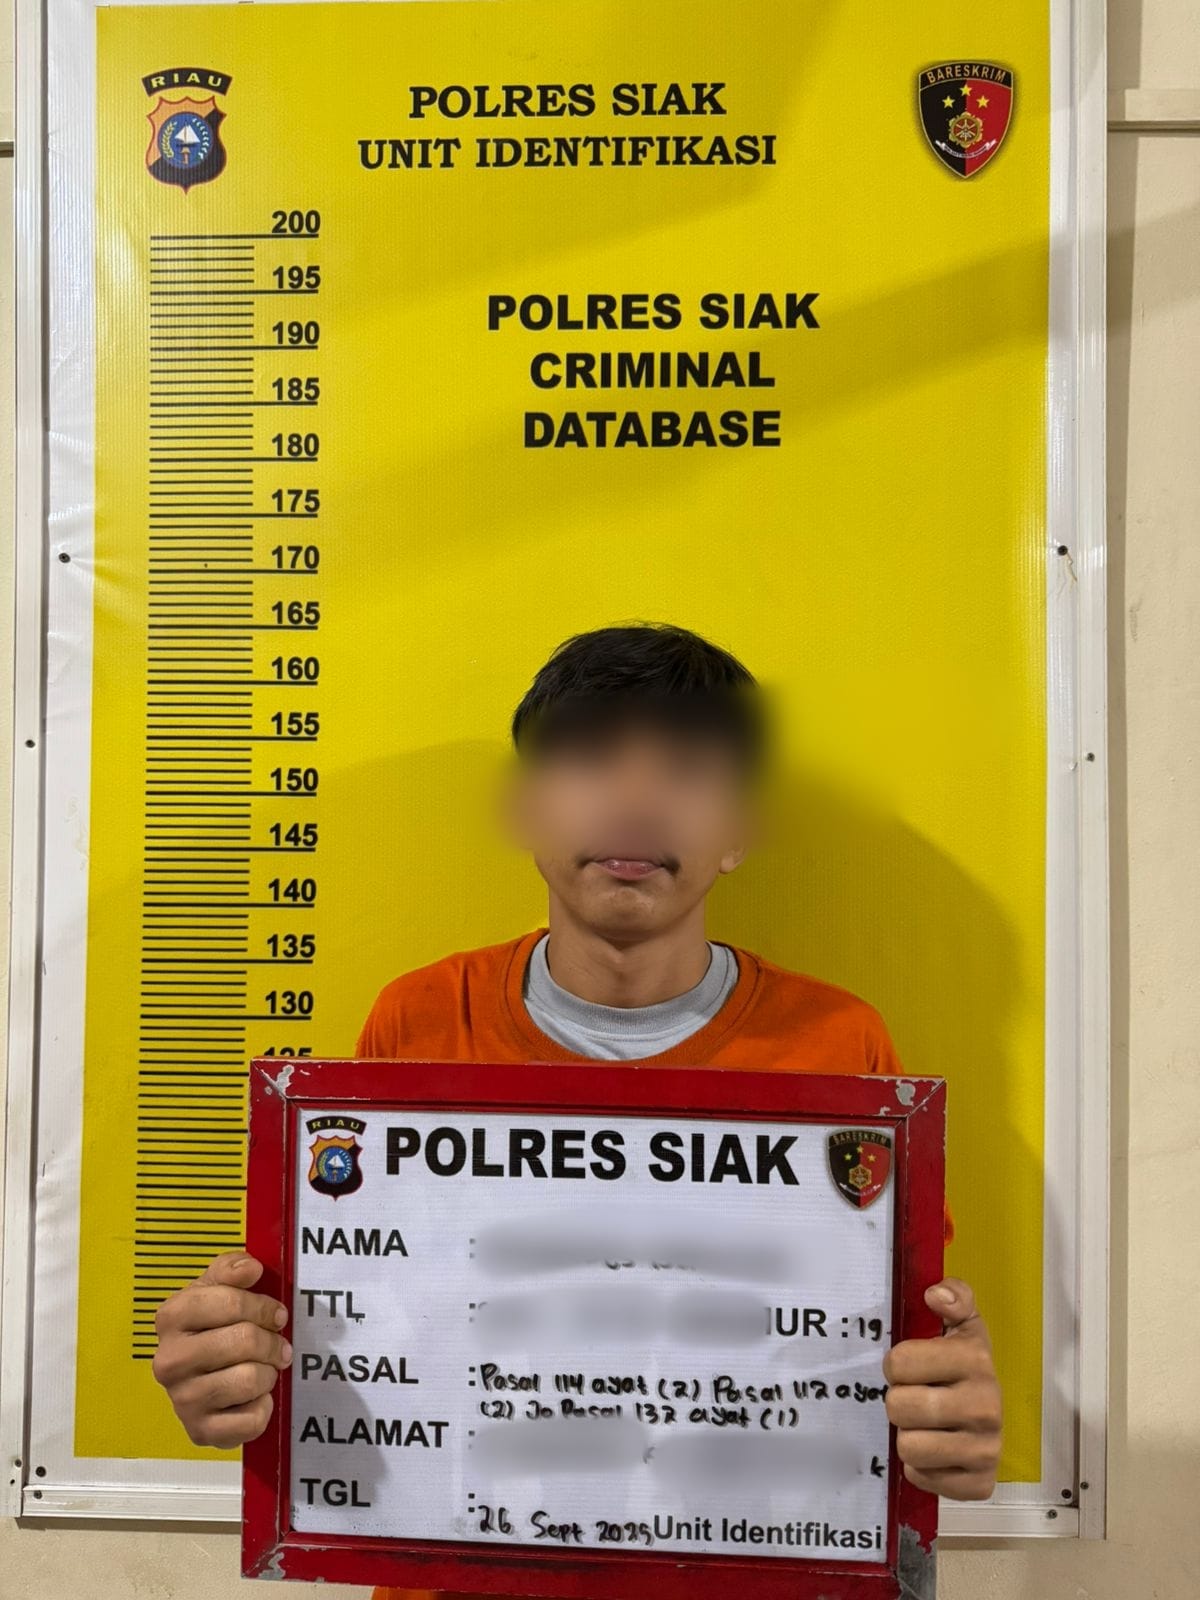 RIAU
BARESKRIM
POLRES SIAK
UNIT IDENTIFIKASI
200
195
190
185
180
175
170
165
160
155
150
145
140
135
130
125
POLRES SIAK
CRIMINAL
DATABASE
RIAU
POLRES SIAK
BARESKRIM
NAMA :
TTL : UR : 19
PASAL : Pasal 114 ayat (2) Pasal 112 ayat
(2) Jo Pasal 132 ayat (1)
ALAMAT :
TGL : 26 Sept 2025 Unit Identifikasi